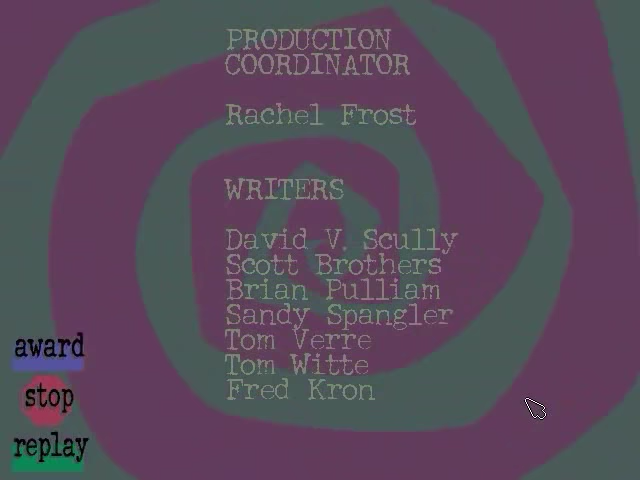 PRODUCTION
COORDINATOR
Rachel Frost
WRITERS
David V. Scully
Scott Brothers
Brian Pulliam
Sandy Spangler
Tom Verre
Tom Witte
Fred Kron
award
stop
replay